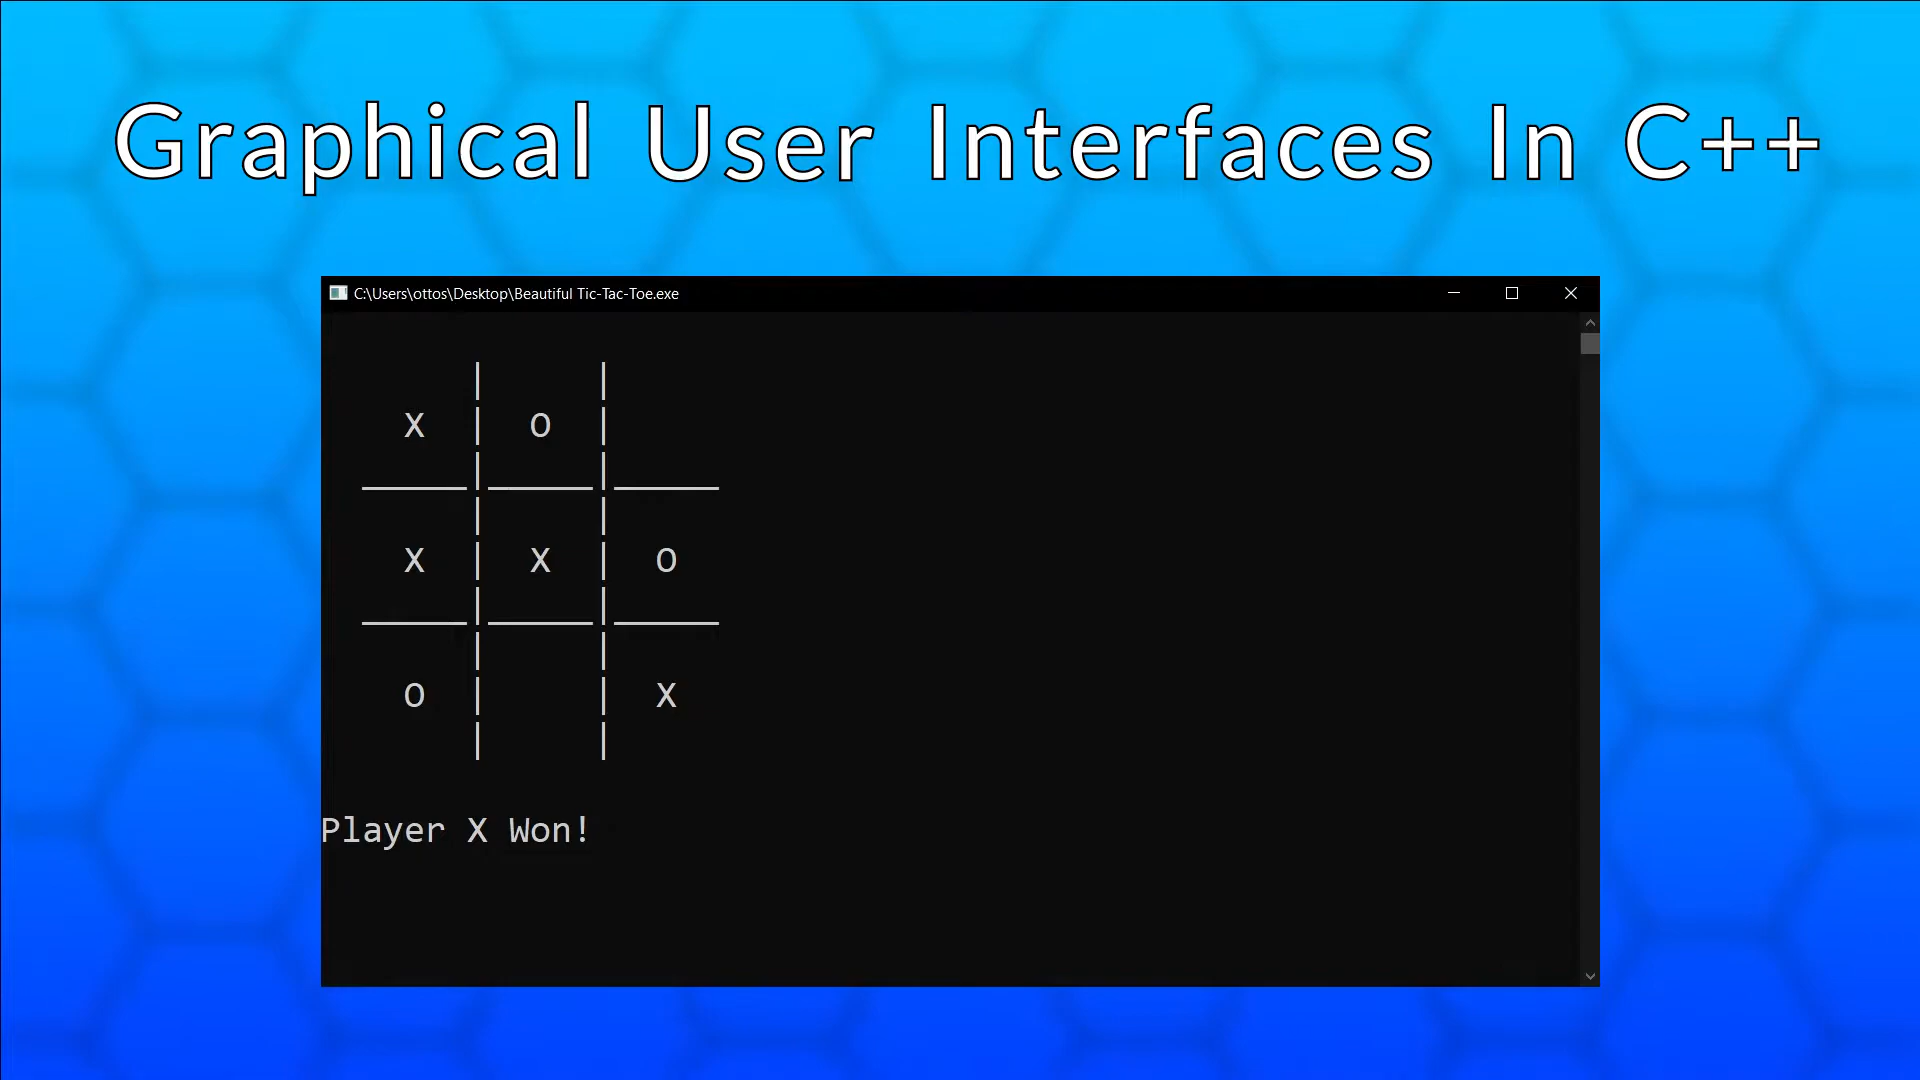 Graphical User Interfaces In C++
C:\Users\ottos\Desktop\Beautiful Tic-Tac-Toe.exe
X | O |
X | X | O
O | | X
Player X Won!